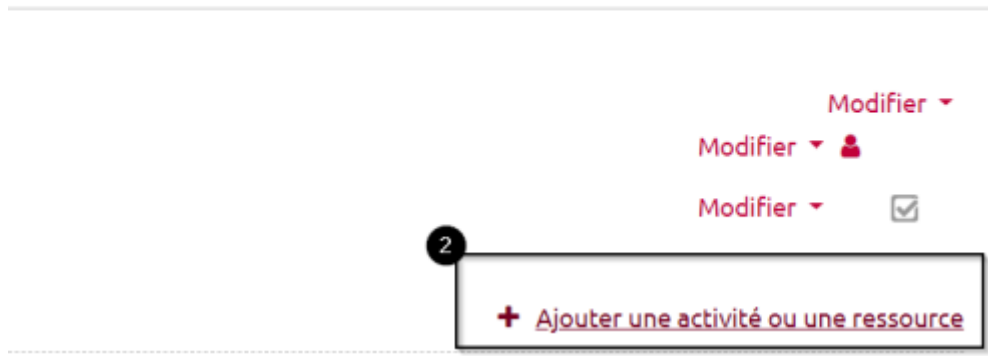 Modifier
Modifier
Modifier
2
+ Ajouter une activité ou une ressource